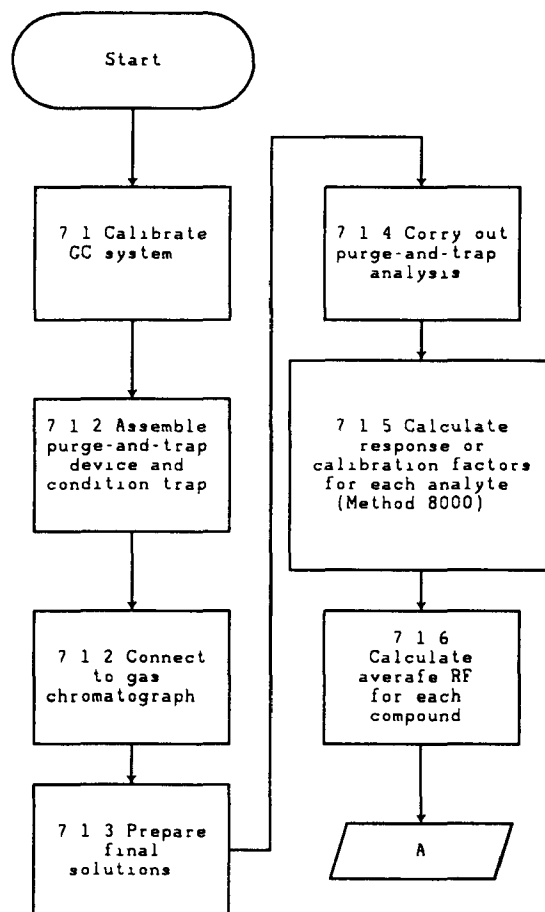 Start
7 1 Calibrate
GC system
7 1 2 Assemble
purge-and-trap
device and
condition trap
7 1 2 Connect
to gas
chromatograph
7 1 3 Prepare
final
solutions
7 1 4 Corry out
purge-and-trap
analysis
7 1 5 Calculate
response or
calibration factors
for each analyte
(Method 8000)
7 1 6
Calculate
averafe RF
for each
compound
A